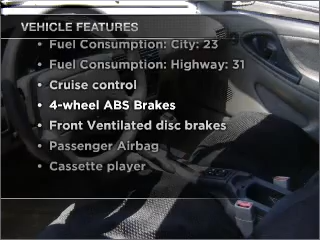 VEHICLE FEATURES
• Fuel Consumption: City: 23
• Fuel Consumption: Highway: 31
• Cruise control
• 4-wheel ABS Brakes
• Front Ventilated disc brakes
• Passenger Airbag
• Cassette player